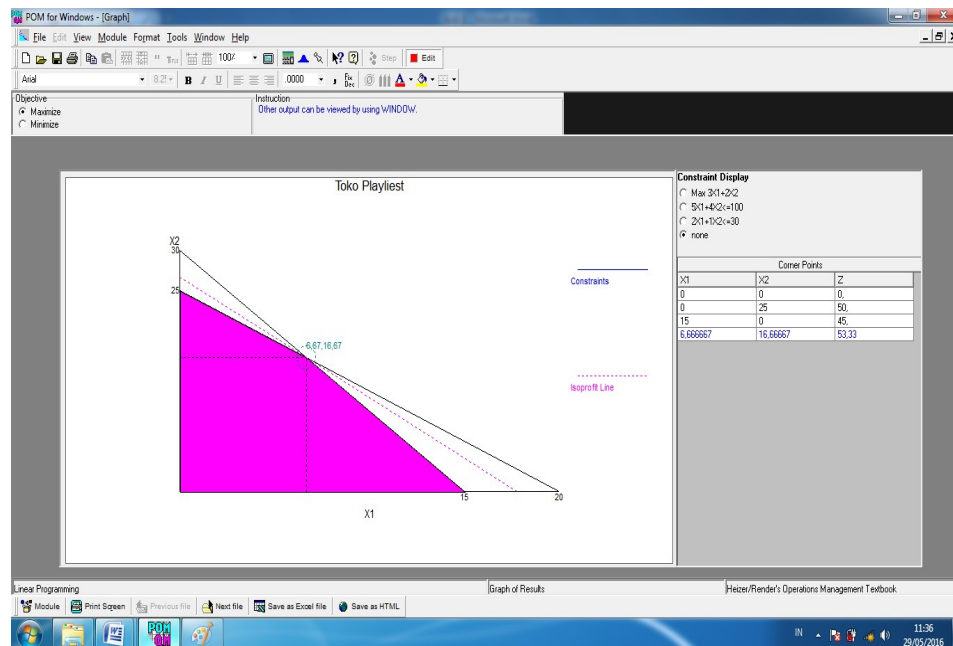 POM for Windows - [Graph]
File Edit View Module Format Tools Window Help
100% Step Edit
Arial 8.25 B I U .0000 , Fix Dec A
Objective
Maximize
Minimize
Instruction
Other output can be viewed by using WINDOW.
Toko Playliest
X2
30
25
6,67,16,67
15
20
X1
Constraints
Isoprofit Line
Constraint Display
Max 3X1+2X2
5X1+4X2<=100
2X1+1X2<=30
none
Corner Points
X1 X2 Z
0 0 0,
0 25 50,
15 0 45,
6,666667 16,66667 53,33
Linear Programming Graph of Results Heizer/Render's Operations Management Textbook
Module Print Screen Previous file Next file Save as Excel file Save as HTML
IN 11:36
29/05/2016